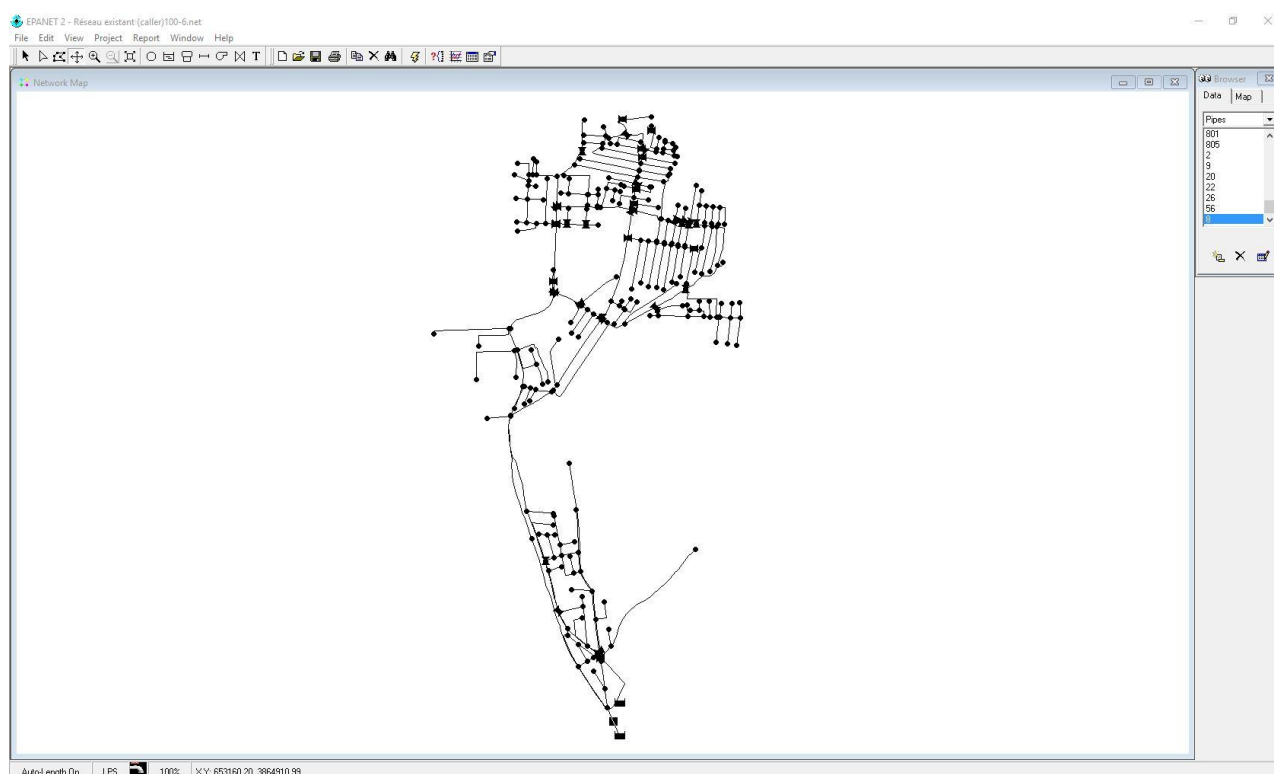 EPANET 2 - Réseau existant (caller)100-6.net
File Edit View Project Report Window Help
T
Network Map
Browser
Data Map
Pipes
801
805
2
9
20
22
26
56
8
Auto-Length On LPS 100% X,Y: 653160.20, 3864910.99